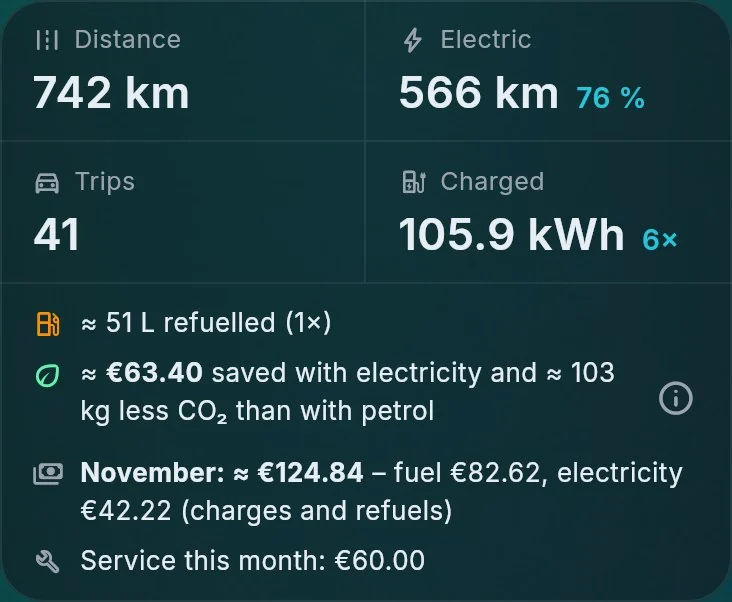 Distance
Electric
742 km
566 km 76 %
Trips
Charged
41
105.9 kWh 6×
≈ 51 L refuelled (1×)
≈ €63.40 saved with electricity and ≈ 103
kg less CO₂ than with petrol
November: ≈ €124.84 – fuel €82.62, electricity
€42.22 (charges and refuels)
Service this month: €60.00